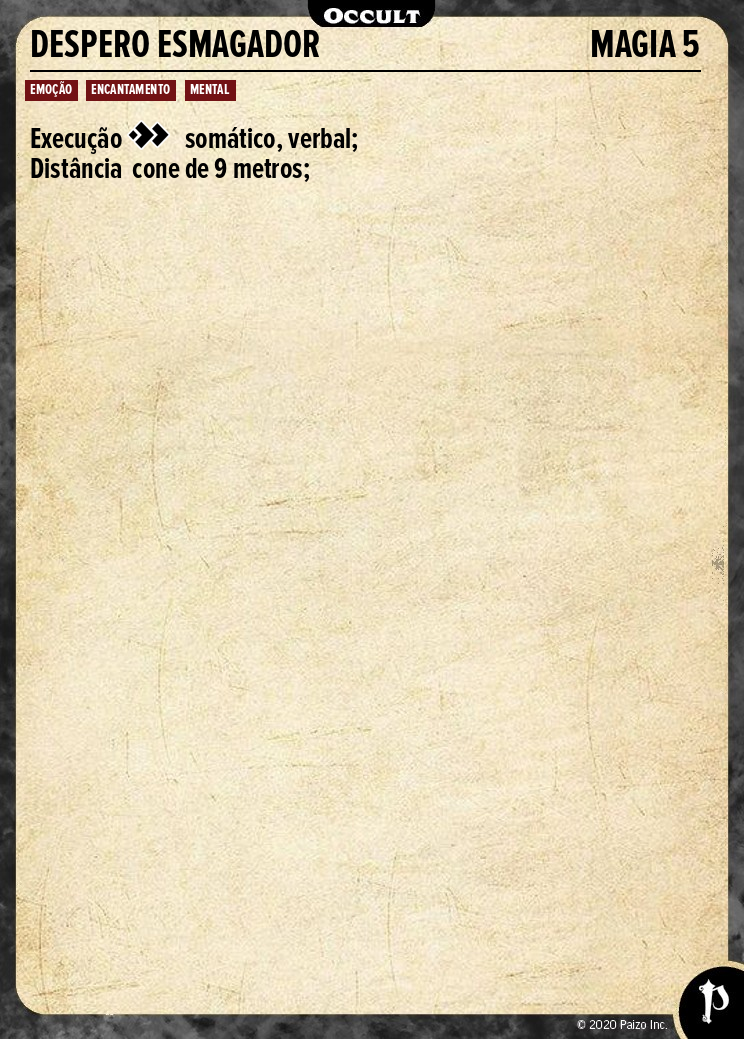 OCCULT
DESPERO ESMAGADOR MAGIA 5
EMOÇÃO ENCANTAMENTO MENTAL
Execução somático, verbal;
Distância cone de 9 metros;
© 2020 Paizo Inc.